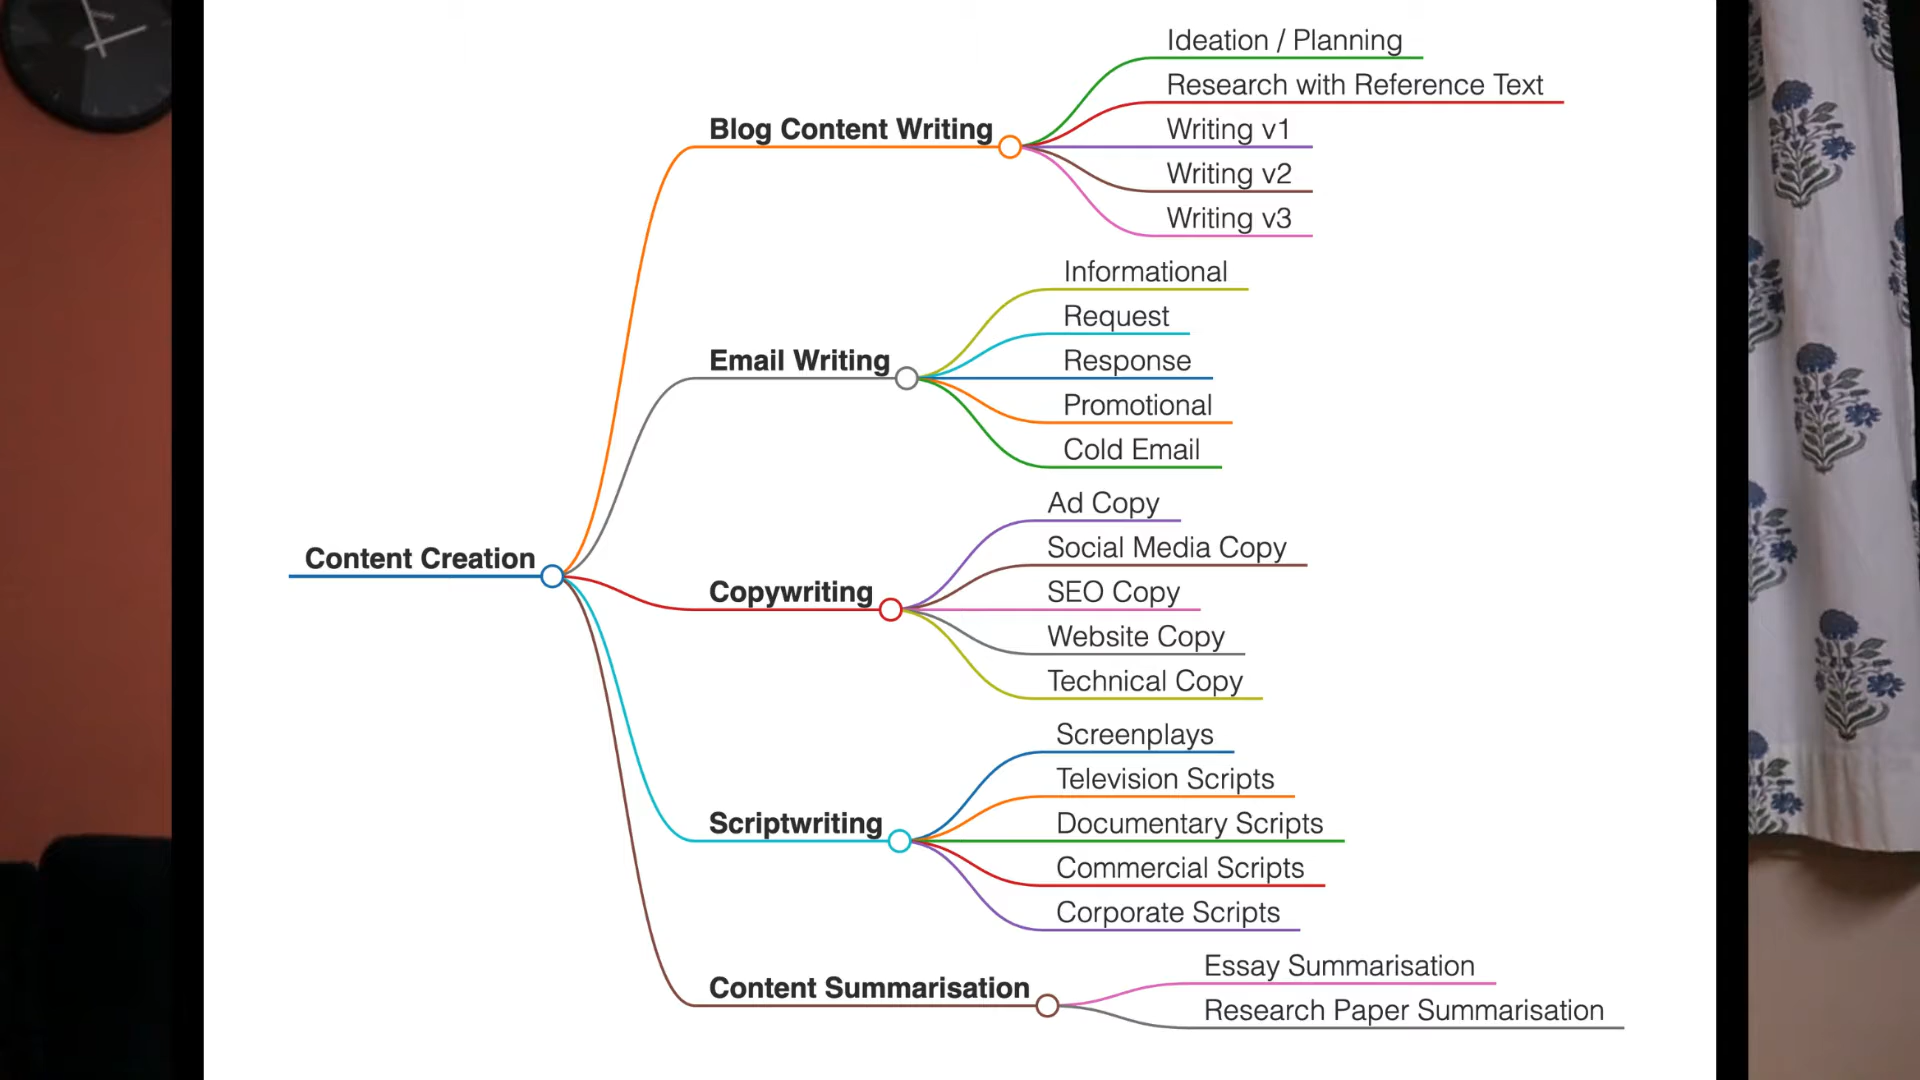 Content Creation
Blog Content Writing
Ideation / Planning
Research with Reference Text
Writing v1
Writing v2
Writing v3
Email Writing
Informational
Request
Response
Promotional
Cold Email
Copywriting
Ad Copy
Social Media Copy
SEO Copy
Website Copy
Technical Copy
Scriptwriting
Screenplays
Television Scripts
Documentary Scripts
Commercial Scripts
Corporate Scripts
Content Summarisation
Essay Summarisation
Research Paper Summarisation